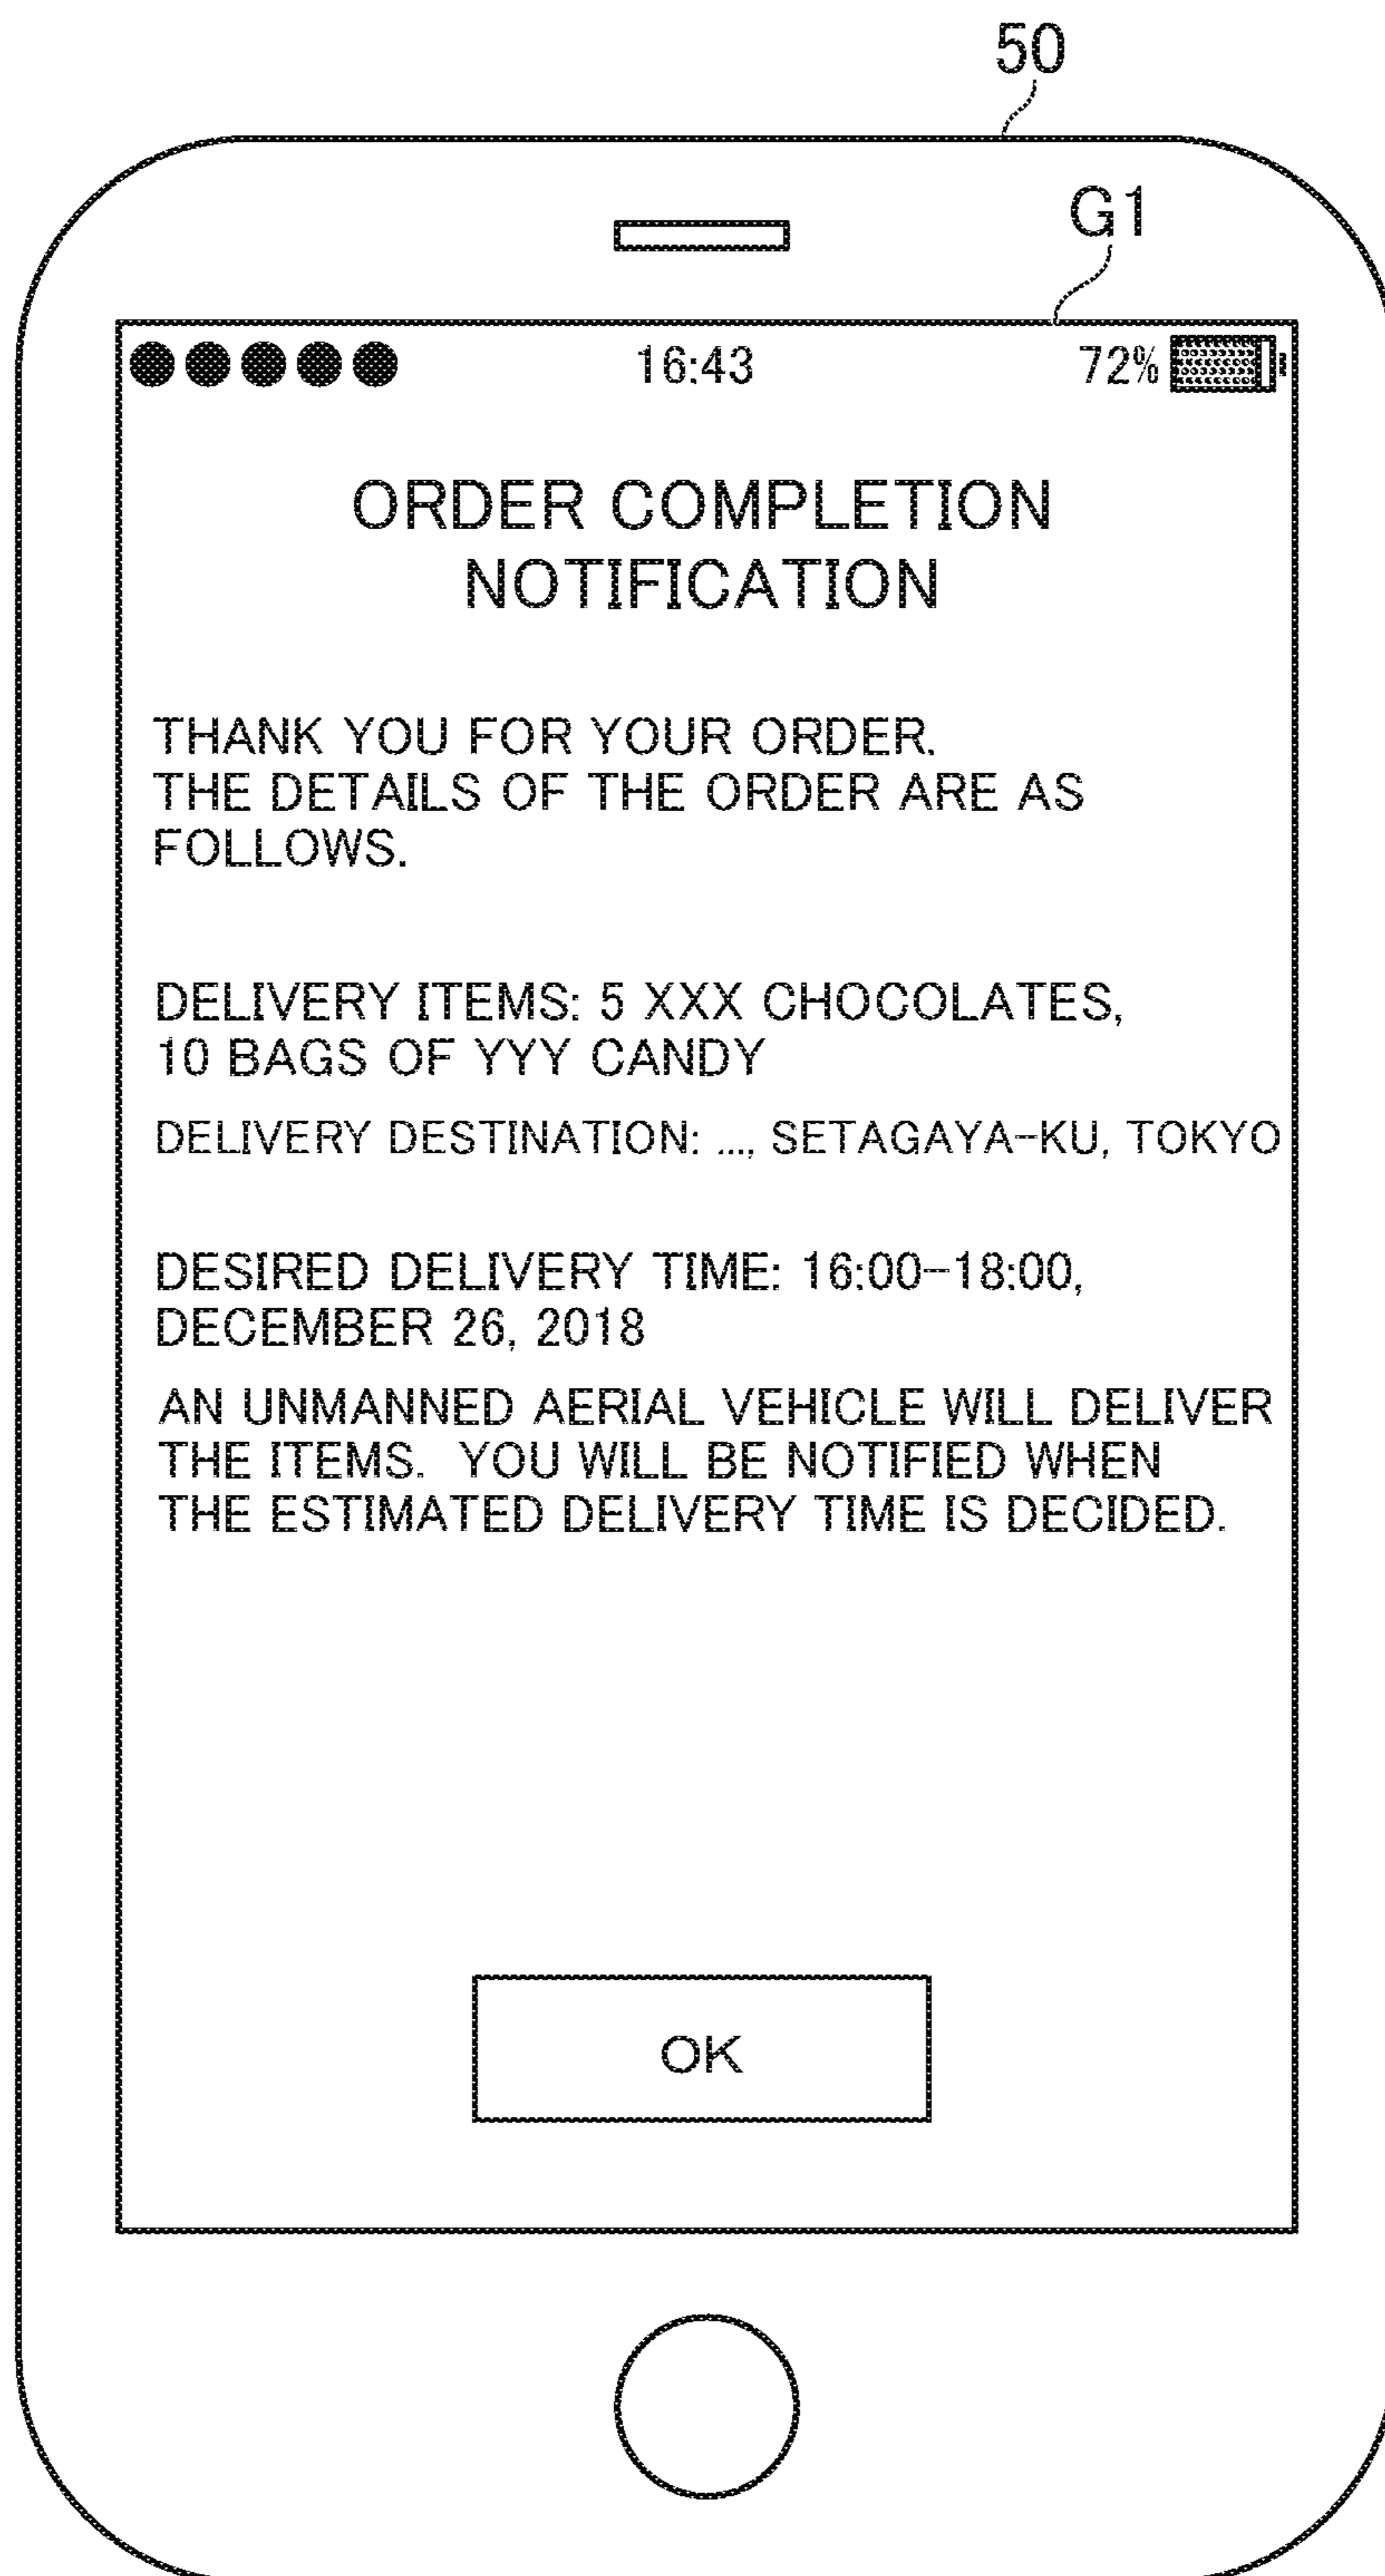 50
G1
16:43 72%
ORDER COMPLETION
NOTIFICATION
THANK YOU FOR YOUR ORDER.
THE DETAILS OF THE ORDER ARE AS
FOLLOWS.
DELIVERY ITEMS: 5 XXX CHOCOLATES,
10 BAGS OF YYY CANDY
DELIVERY DESTINATION: ..., SETAGAYA-KU, TOKYO
DESIRED DELIVERY TIME: 16:00-18:00,
DECEMBER 26, 2018
AN UNMANNED AERIAL VEHICLE WILL DELIVER
THE ITEMS. YOU WILL BE NOTIFIED WHEN
THE ESTIMATED DELIVERY TIME IS DECIDED.
OK